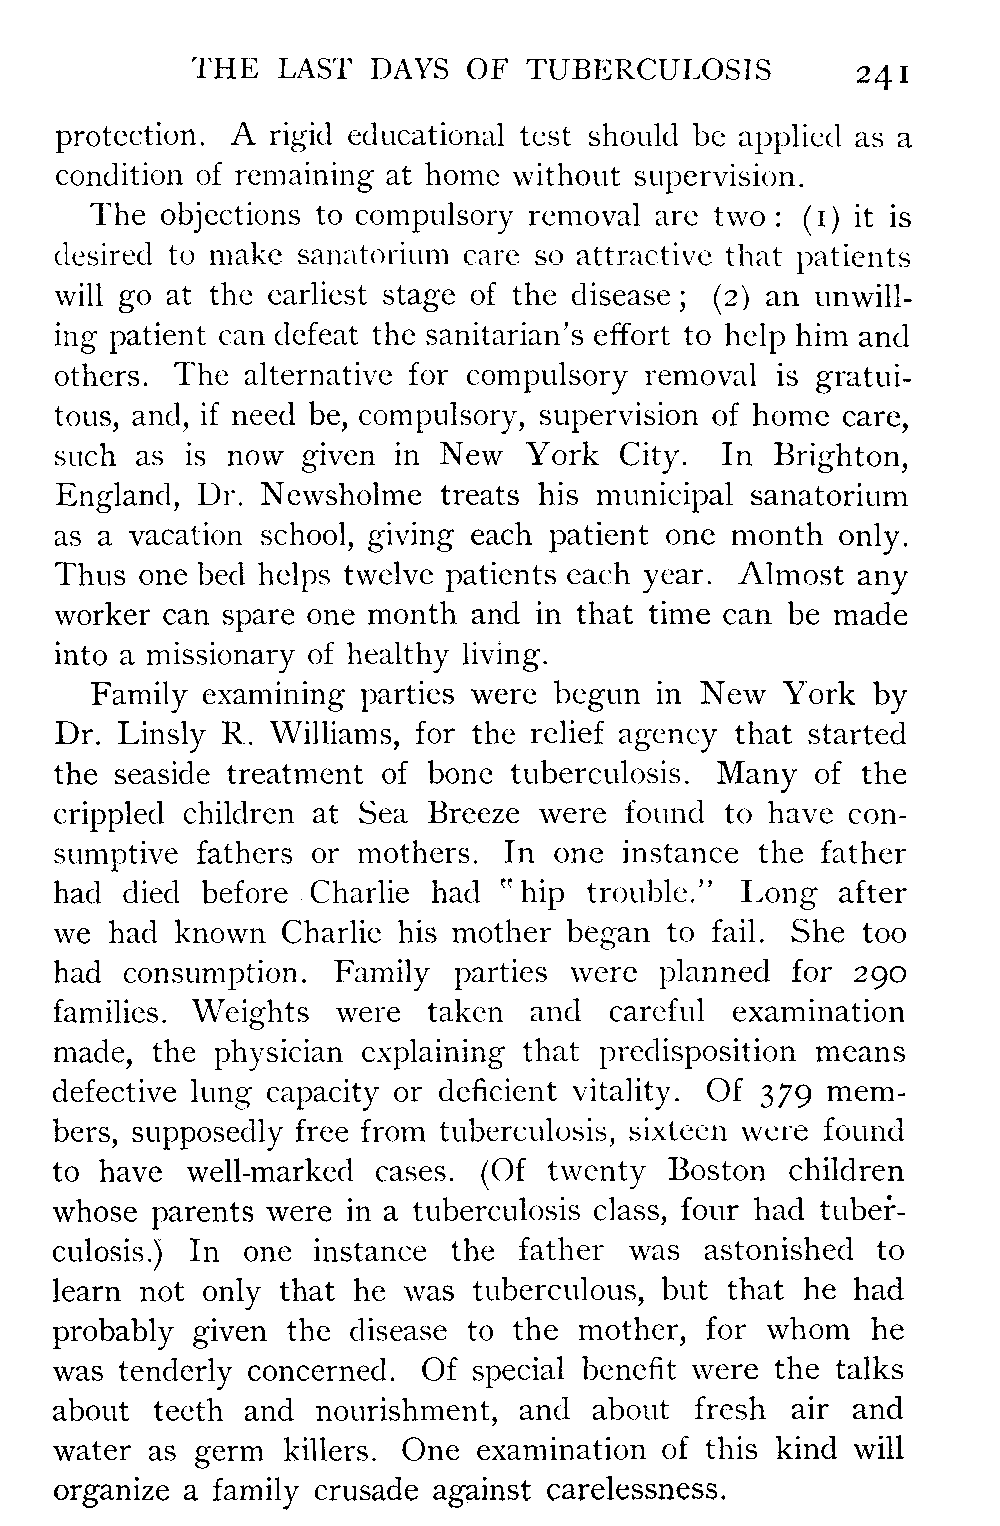 THE LAST DAYS OF TUBERCULOSIS 241
protection. A rigid educational test should be applied as a
condition of remaining at home without supervision.
The objections to compulsory removal are two: (1) it is
desired to make sanatorium care so attractive that patients
will go at the earliest stage of the disease; (2) an unwill-
ing patient can defeat the sanitarian's effort to help him and
others. The alternative for compulsory removal is gratui-
tous, and, if need be, compulsory, supervision of home care,
such as is now given in New York City. In Brighton,
England, Dr. Newsholme treats his municipal sanatorium
as a vacation school, giving each patient one month only.
Thus one bed helps twelve patients each year. Almost any
worker can spare one month and in that time can be made
into a missionary of healthy living.
Family examining parties were begun in New York by
Dr. Linsly R. Williams, for the relief agency that started
the seaside treatment of bone tuberculosis. Many of the
crippled children at Sea Breeze were found to have con-
sumptive fathers or mothers. In one instance the father
had died before Charlie had "hip trouble." Long after
we had known Charlie his mother began to fail. She too
had consumption. Family parties were planned for 290
families. Weights were taken and careful examination
made, the physician explaining that predisposition means
defective lung capacity or deficient vitality. Of 379 mem-
bers, supposedly free from tuberculosis, sixteen were found
to have well-marked cases. (Of twenty Boston children
whose parents were in a tuberculosis class, four had tuber-
culosis.) In one instance the father was astonished to
learn not only that he was tuberculous, but that he had
probably given the disease to the mother, for whom he
was tenderly concerned. Of special benefit were the talks
about teeth and nourishment, and about fresh air and
water as germ killers. One examination of this kind will
organize a family crusade against carelessness.